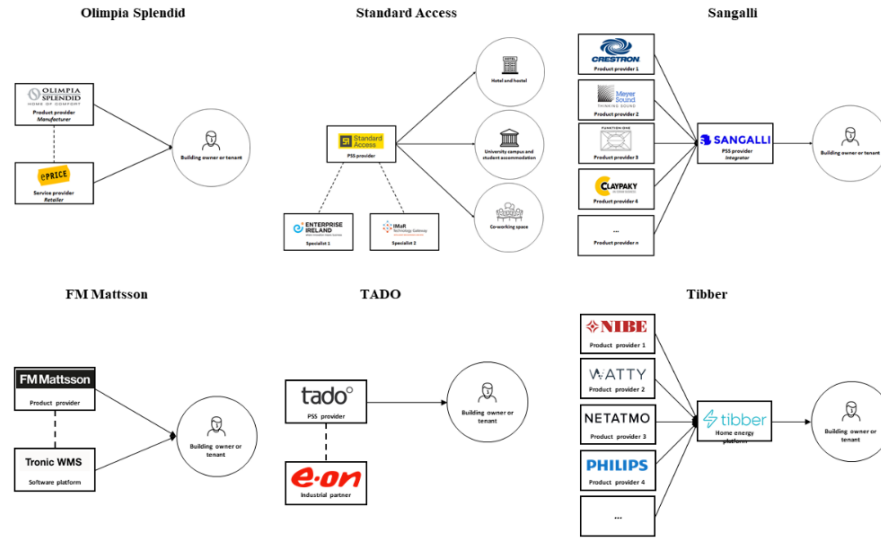 Olimpia Splendid
OLIMPIA
SPLENDID
HOME OF COMFORT
Product provider
Manufacturer
ePRICE
Service provider
Retailer
Building owner or tenant
Standard Access
Standard
Access
PSS provider
ENTERPRISE
IRELAND
Specialist 1
IMaR
Technology Gateway
Specialist 2
Hotel and hostel
University campus and
student accommodation
Co-working space
Sangalli
CRESTRON
Product provider 1
Meyer
Sound
THINKING SOUND
Product provider 2
FUNKTION ONE
Product provider 3
CLAYPAKY
Product provider 4
...
Product provider n
SANGALLI
PSS provider
Integrator
Building owner or tenant
FM Mattsson
FM Mattsson
Product provider
Tronic WMS
Software platform
Building owner or
tenant
TADO
tado°
PSS provider
e·on
Industrial partner
Building owner or
tenant
Tibber
NIBE
Product provider 1
WATTY
Product provider 2
NETATMO
Product provider 3
PHILIPS
Product provider 4
...
tibber
Home energy
platform
Building owner or
tenant